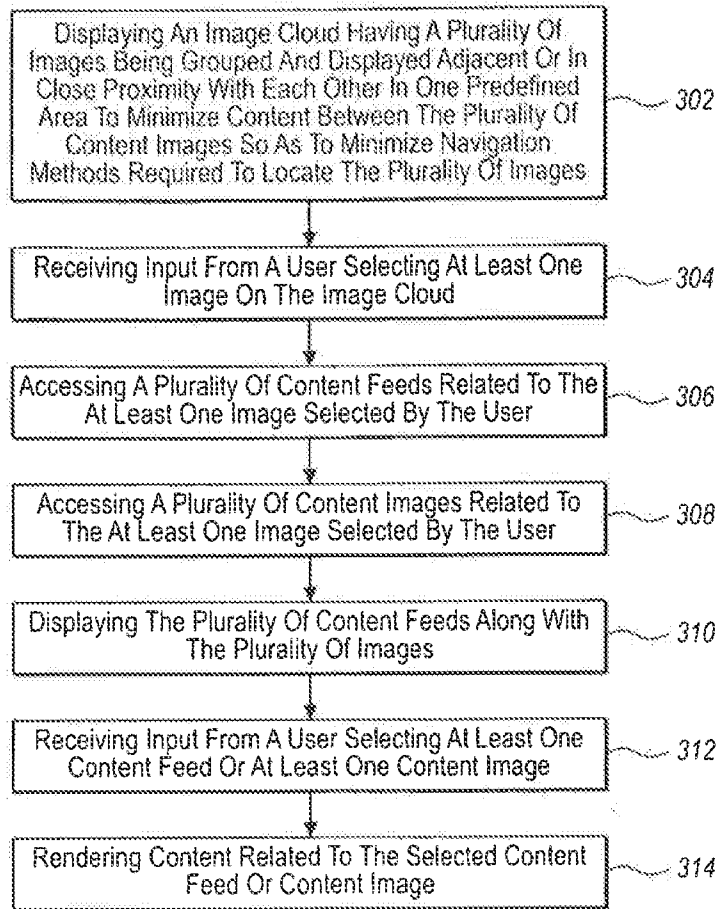 Displaying An Image Cloud Having A Plurality Of
Images Being Grouped And Displayed Adjacent Or In
Close Proximity With Each Other In One Predefined
Area To Minimize Content Between The Plurality Of
Content Images So As To Minimize Navigation
Methods Required To Locate The Plurality Of Images
302
Receiving Input From A User Selecting At Least One
Image On The Image Cloud
304
Accessing A Plurality Of Content Feeds Related To The
At Least One Image Selected By The User
306
Accessing A Plurality Of Content Images Related To
The At Least One Image Selected By The User
308
Displaying The Plurality Of Content Feeds Along With
The Plurality Of Images
310
Receiving Input From A User Selecting At Least One
Content Feed Or At Least One Content Image
312
Rendering Content Related To The Selected Content
Feed Or Content Image
314